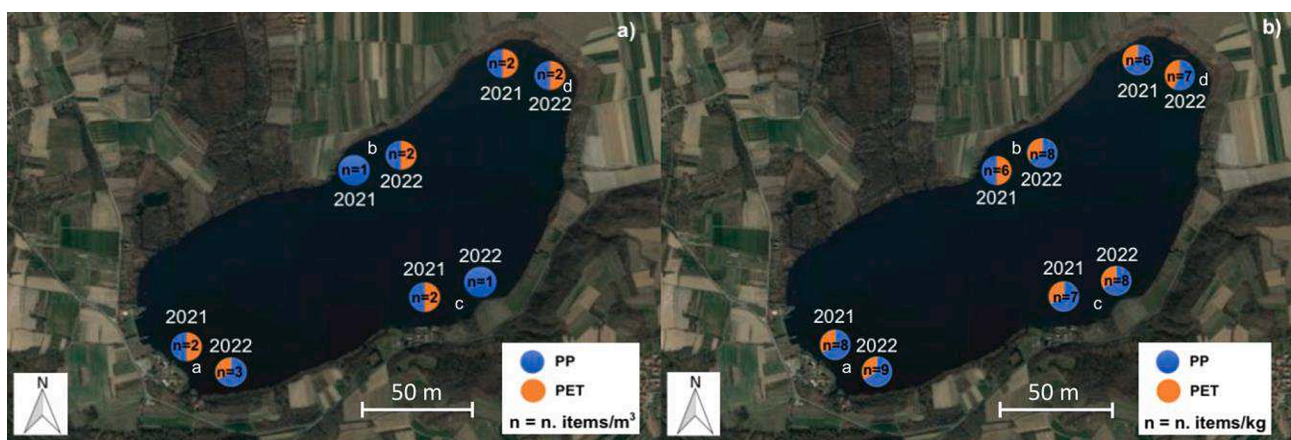 a)
n=2
2021
n=2
d
2022
b
n=2
n=1
2021
2022
2022
n=1
2021
n=2
c
2021
n=2
2022
a
n=3
N
50 m
PP
PET
n = n. items/m³
b)
n=6
2021
n=7
d
2022
b
n=8
n=6
2022
2021
2022
n=8
2021
n=7
c
2021
n=8
2022
a
n=9
N
50 m
PP
PET
n = n. items/kg